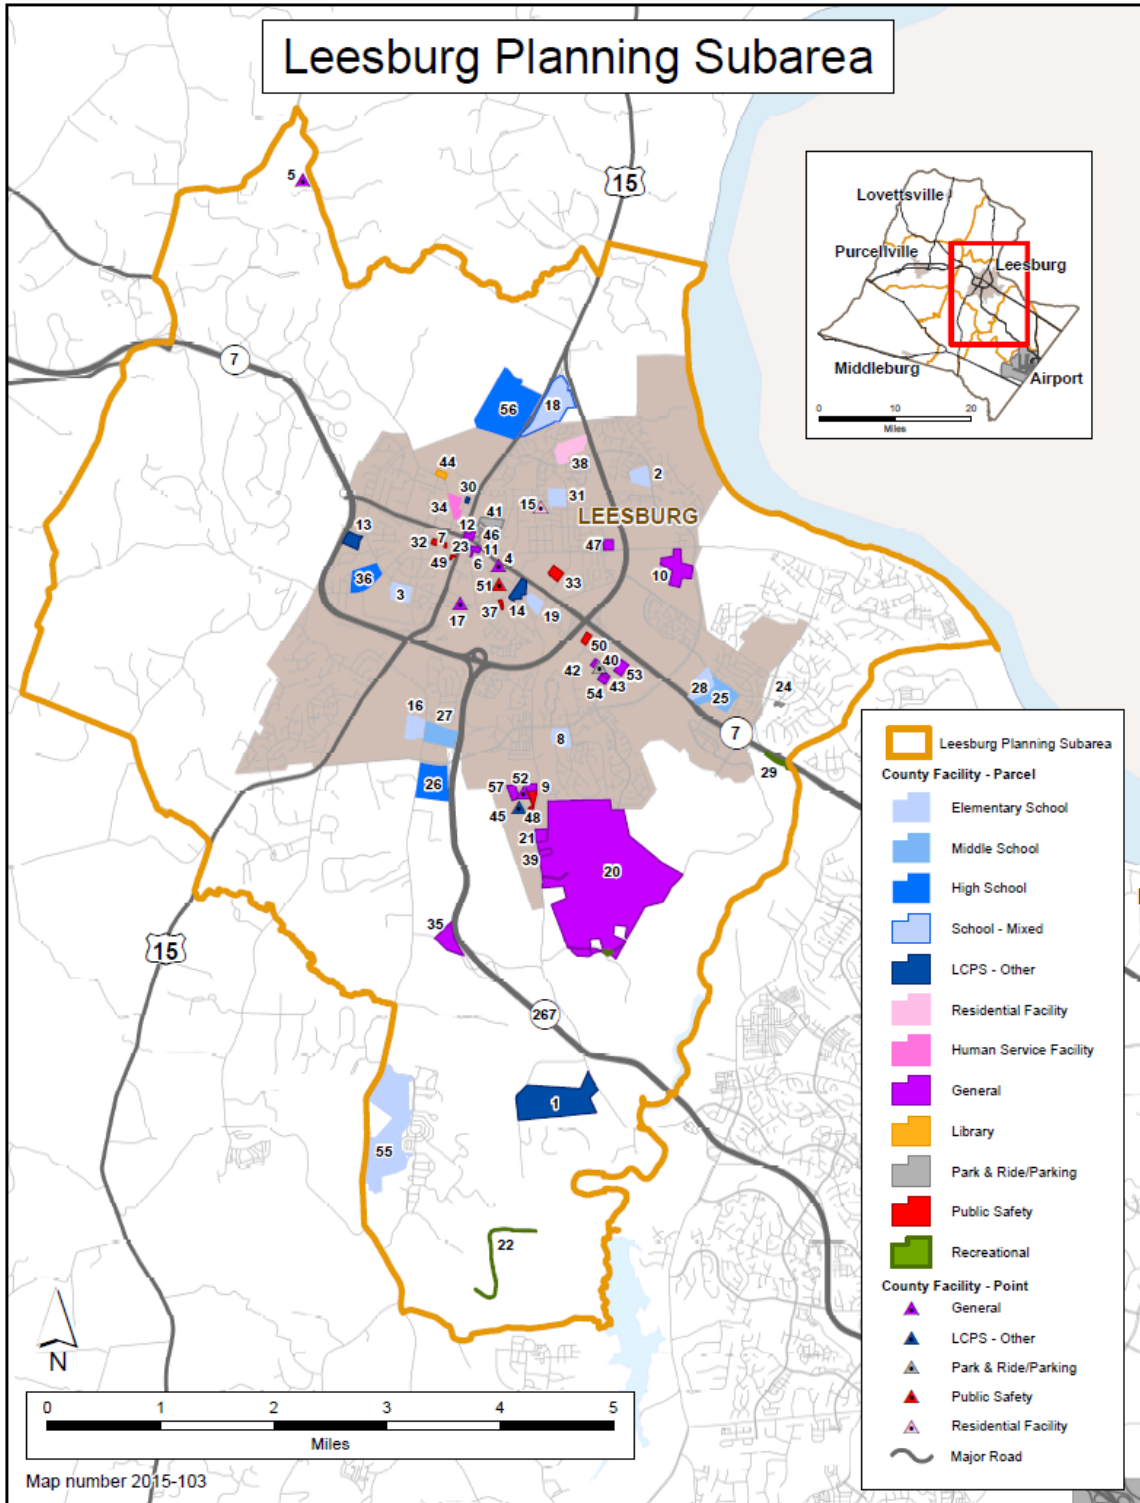 Leesburg Planning Subarea
5
15
Lovettsville
Purcellville
Leesburg
Middleburg
Airport
0 10 20
Miles
7
56
18
44
38
2
30
31
34
15
41
LEESBURG
13
12
46
7
32
23
11
47
49
6
4
10
36
51
33
3
14
37
19
17
50
40
42
53
43
54
28
25
24
16
27
8
7
29
26
52
57
9
45
48
21
39
20
35
15
267
1
55
22
Leesburg Planning Subarea
County Facility - Parcel
Elementary School
Middle School
High School
School - Mixed
LCPS - Other
Residential Facility
Human Service Facility
General
Library
Park & Ride/Parking
Public Safety
Recreational
County Facility - Point
General
LCPS - Other
Park & Ride/Parking
Public Safety
Residential Facility
Major Road
N
0 1 2 3 4 5
Miles
Map number 2015-103